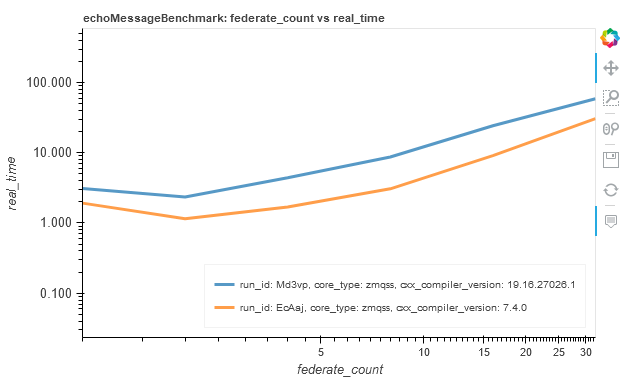 echoMessageBenchmark: federate_count vs real_time
100.000
10.000
1.000
0.100
real_time
run_id: Md3vp, core_type: zmqss, cxx_compiler_version: 19.16.27026.1
run_id: EcAaj, core_type: zmqss, cxx_compiler_version: 7.4.0
5 10 15 20 25 30
federate_count